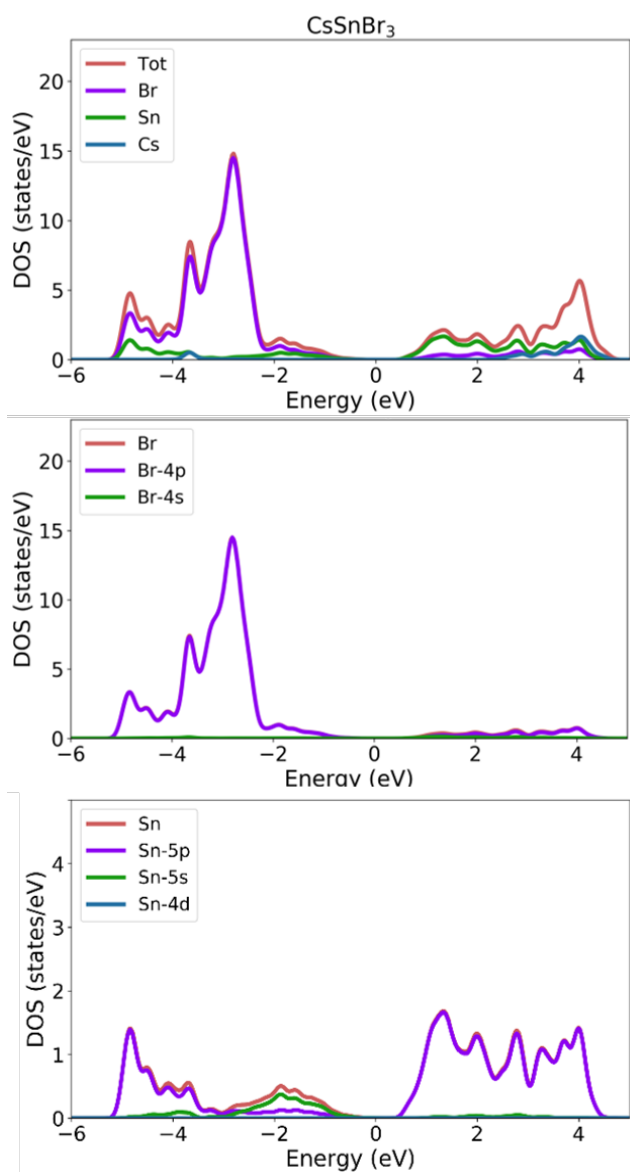 CsSnBr₃
DOS (states/eV)
20
15
10
5
0
Tot
Br
Sn
Cs
−6 −4 −2 0 2 4
Energy (eV)
DOS (states/eV)
20
15
10
5
0
Br
Br-4p
Br-4s
−6 −4 −2 0 2 4
Energy (eV)
DOS (states/eV)
4
3
2
1
0
Sn
Sn-5p
Sn-5s
Sn-4d
−6 −4 −2 0 2 4
Energy (eV)